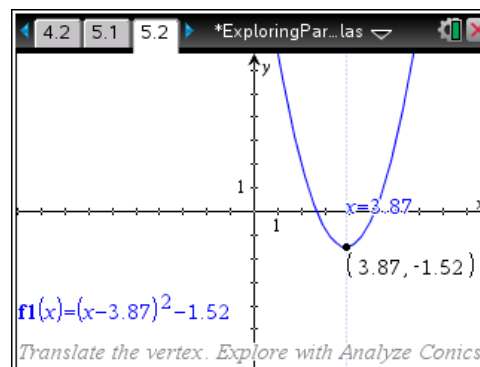 4.2 5.1 5.2 *ExploringPar...las
y
1
x=3.87
x
1
(3.87, -1.52)
f1(x)=(x-3.87)²-1.52
Translate the vertex. Explore with Analyze Conics